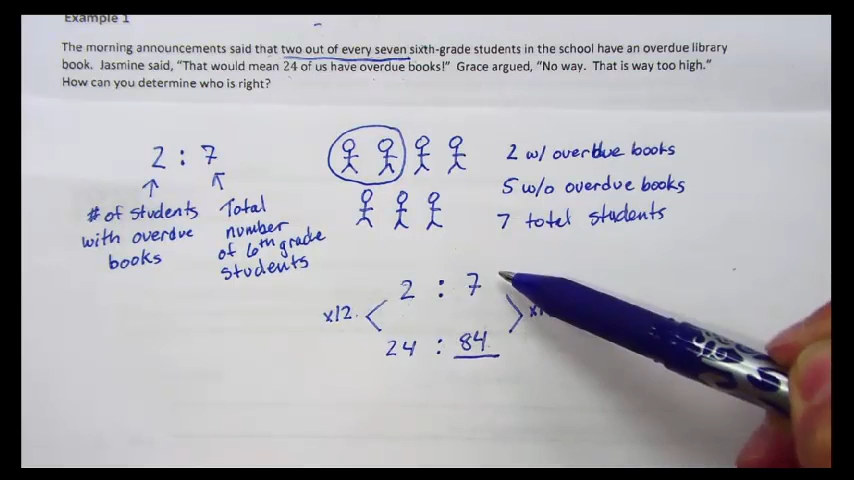 Example 1
The morning announcements said that two out of every seven sixth-grade students in the school have an overdue library
book. Jasmine said, “That would mean 24 of us have overdue books!” Grace argued, “No way. That is way too high.”
How can you determine who is right?
2 : 7
# of students
with overdue
books
Total
number
of 6th grade
students
2 w/ overdue books
5 w/o overdue books
7 total students
2 : 7
x12
24 : 84